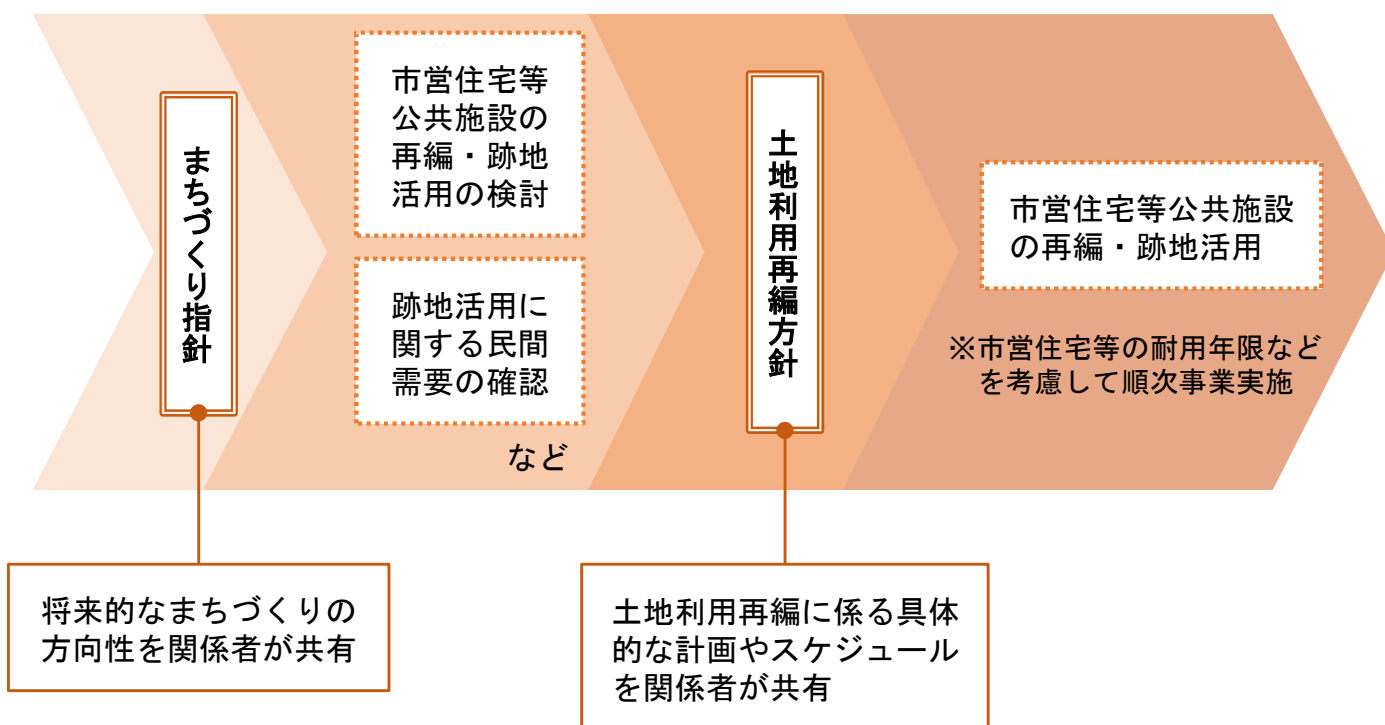 まちづくり指針
市営住宅等
公共施設の
再編・跡地
活用の検討
跡地活用に
関する民間
需要の確認
など
土地利用再編方針
市営住宅等公共施設
の再編・跡地活用
※市営住宅等の耐用年限など
を考慮して順次事業実施
将来的なまちづくりの
方向性を関係者が共有
土地利用再編に係る具体
的な計画やスケジュール
を関係者が共有